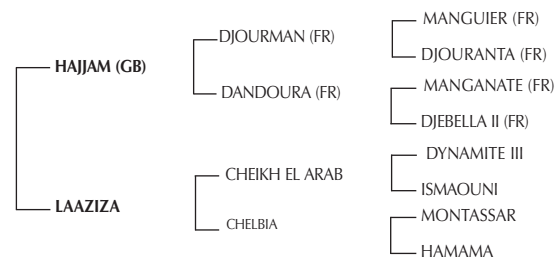 MANGUIER (FR)
DJOURMAN (FR)
DJOURANTA (FR)
HAJJAM (GB)
MANGANATE (FR)
DANDOURA (FR)
DJEBELLA II (FR)
DYNAMITE III
CHEIKH EL ARAB
ISMAOUNI
LAAZIZA
MONTASSAR
CHELBIA
HAMAMA